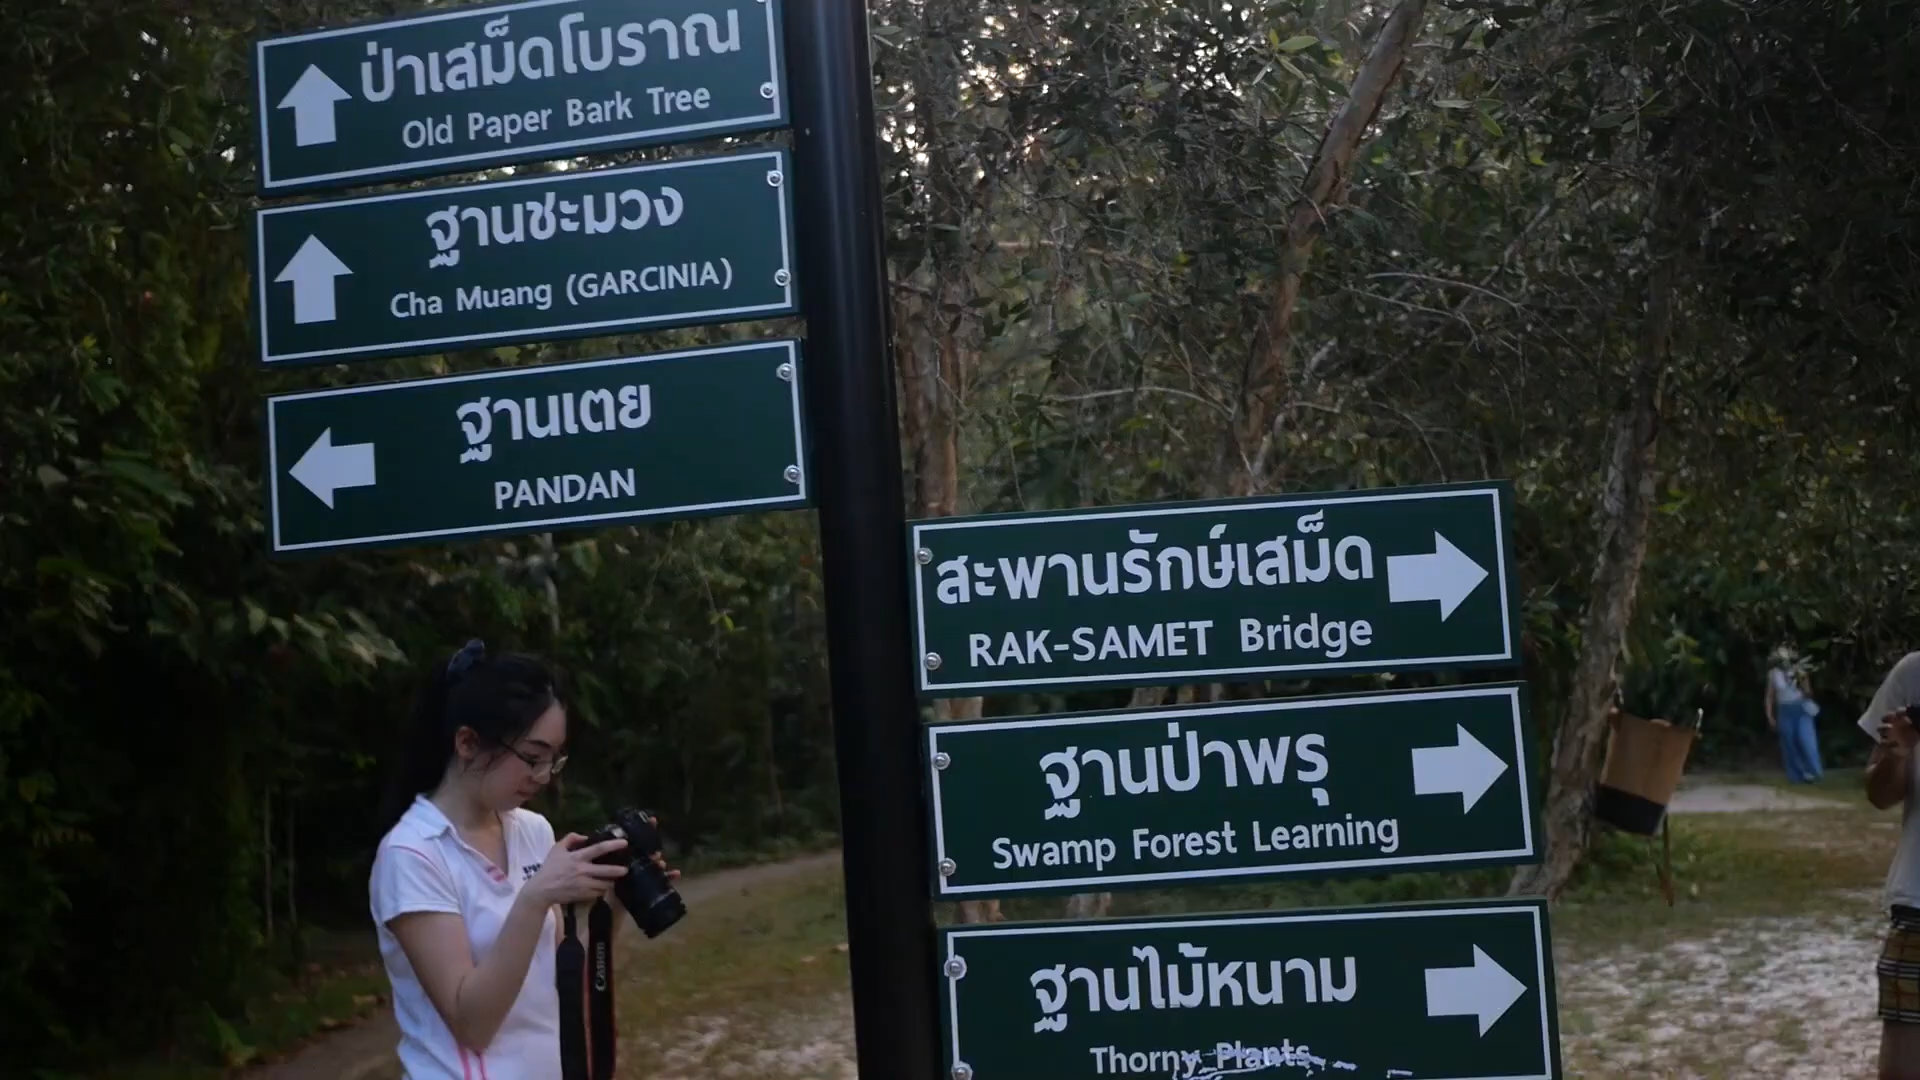 ป่าเสม็ดโบราณ
Old Paper Bark Tree
ฐานชะมวง
Cha Muang (GARCINIA)
ฐานเตย
PANDAN
สะพานรักษ์เสม็ด
RAK-SAMET Bridge
ฐานป่าพรุ
Swamp Forest Learning
ฐานไม้หนาม
Thorny Plants
Canon